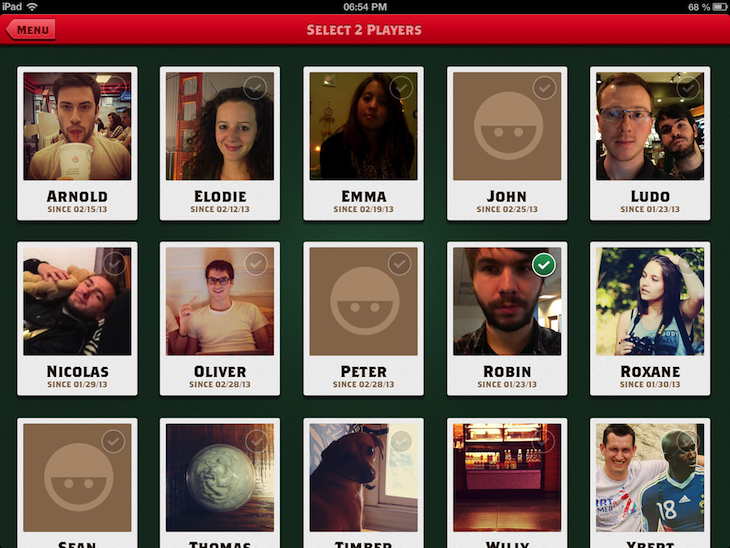 iPad 06:54 PM 68 %
Menu Select 2 Players
Arnold Elodie Emma John Ludo
SINCE 02/15/13 SINCE 02/12/13 SINCE 02/19/13 SINCE 02/25/13 SINCE 01/23/13
Nicolas Oliver Peter Robin Roxane
SINCE 01/29/13 SINCE 02/28/13 SINCE 02/28/13 SINCE 01/23/13 SINCE 01/30/13
18
Sean Thomas Timber Willy Ybert